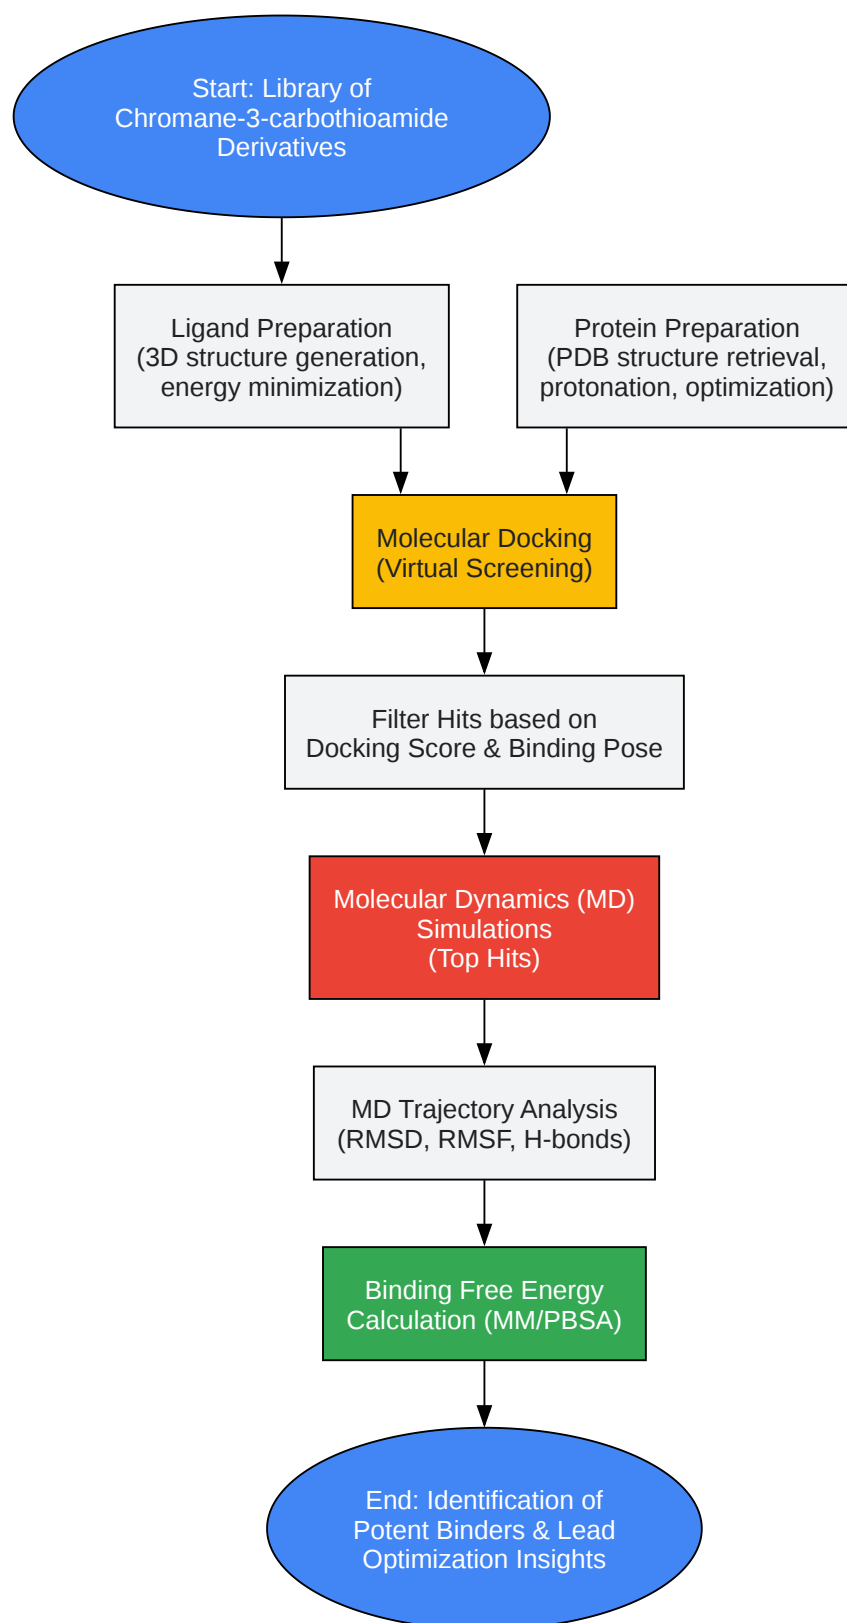 Start: Library of
Chromane-3-carbothioamide
Derivatives
Ligand Preparation
(3D structure generation,
energy minimization)
Protein Preparation
(PDB structure retrieval,
protonation, optimization)
Molecular Docking
(Virtual Screening)
Filter Hits based on
Docking Score & Binding Pose
Molecular Dynamics (MD)
Simulations
(Top Hits)
MD Trajectory Analysis
(RMSD, RMSF, H-bonds)
Binding Free Energy
Calculation (MM/PBSA)
End: Identification of
Potent Binders & Lead
Optimization Insights